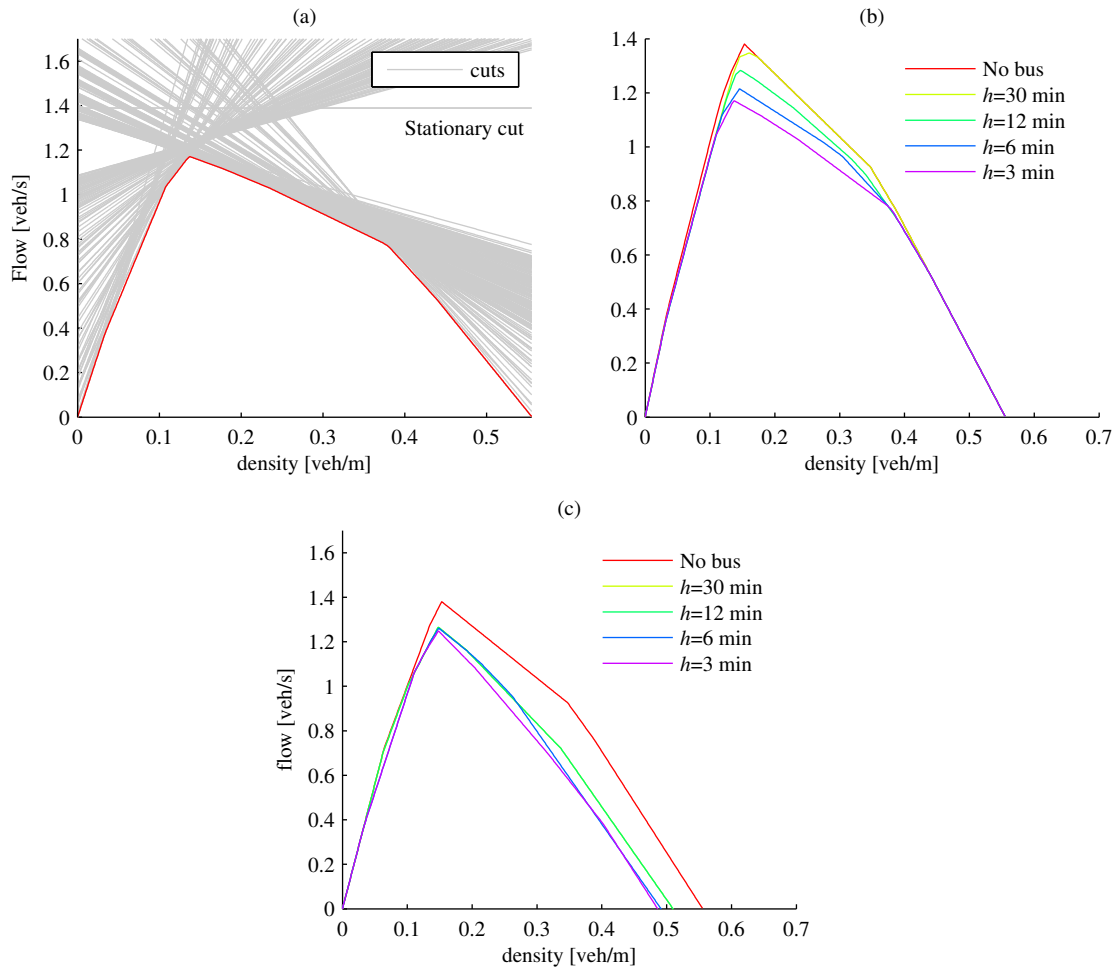 (a)
1.6
1.4
1.2
1
0.8
0.6
0.4
0.2
0
Flow [veh/s]
cuts
Stationary cut
0 0.1 0.2 0.3 0.4 0.5
density [veh/m]
(b)
1.4
1.2
1.0
0.8
0.6
0.4
0.2
0
No bus
h=30 min
h=12 min
h=6 min
h=3 min
0 0.1 0.2 0.3 0.4 0.5 0.6 0.7
density [veh/m]
(c)
1.6
1.4
1.2
1
0.8
0.6
0.4
0.2
0
flow [veh/s]
No bus
h=30 min
h=12 min
h=6 min
h=3 min
0 0.1 0.2 0.3 0.4 0.5 0.6 0.7
density [veh/m]